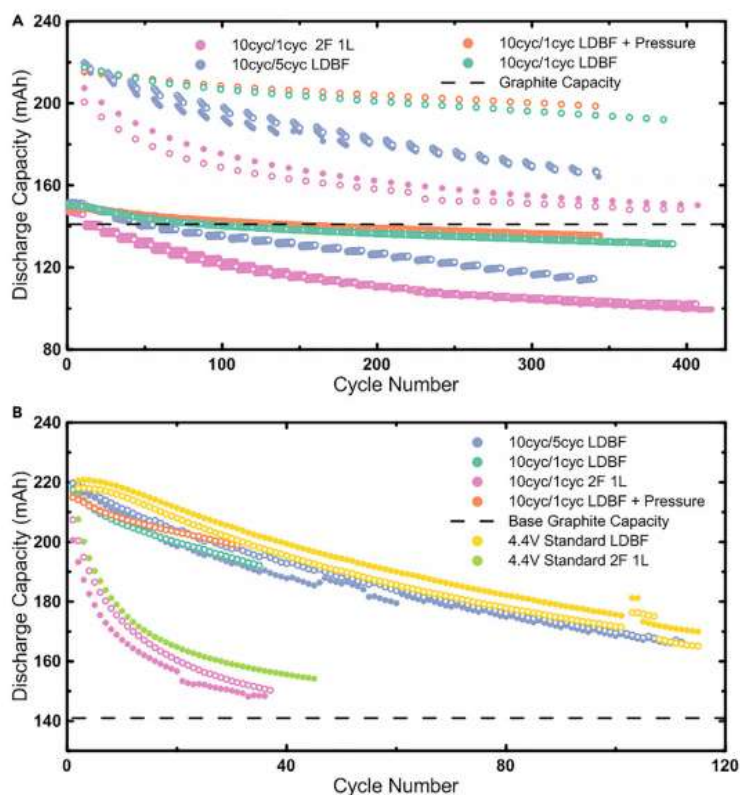 A
240
200
160
120
80
Discharge Capacity (mAh)
10cyc/1cyc 2F 1L
10cyc/5cyc LDBF
10cyc/1cyc LDBF + Pressure
10cyc/1cyc LDBF
Graphite Capacity
0 100 200 300 400
Cycle Number
B
240
220
200
180
160
140
Discharge Capacity (mAh)
10cyc/5cyc LDBF
10cyc/1cyc LDBF
10cyc/1cyc 2F 1L
10cyc/1cyc LDBF + Pressure
Base Graphite Capacity
4.4V Standard LDBF
4.4V Standard 2F 1L
0 40 80 120
Cycle Number